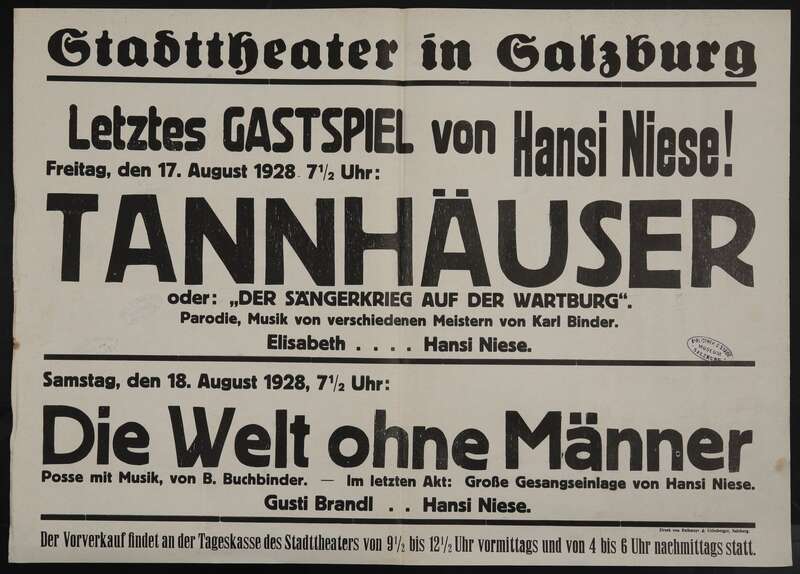 Stadttheater in Salzburg
Letztes GASTSPIEL von Hansi Niese!
Freitag, den 17. August 1928 7½ Uhr:
TANNHÄUSER
oder: „DER SÄNGERKRIEG AUF DER WARTBURG“.
Parodie, Musik von verschiedenen Meistern von Karl Binder.
Elisabeth . . . . Hansi Niese.
MUSEUM
Samstag, den 18. August 1928, 7½ Uhr:
Die Welt ohne Männer
Posse mit Musik, von B. Buchbinder. — Im letzten Akt: Große Gesangseinlage von Hansi Niese.
Gusti Brandl . . Hansi Niese.
Druck von Salzburg.
Der Vorverkauf findet an der Tageskasse des Stadttheaters von 9½ bis 12½ Uhr vormittags und von 4 bis 6 Uhr nachmittags statt.